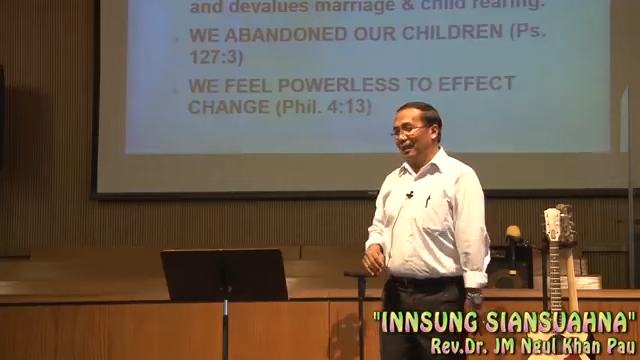 and devalues marriage & child rearing.
WE ABANDONED OUR CHILDREN (Ps.
127:3)
WE FEEL POWERLESS TO EFFECT
CHANGE (Phil. 4:13)
"INNSUNG SIANSUAHNA"
Rev.Dr. JM Ngul Khan Pau